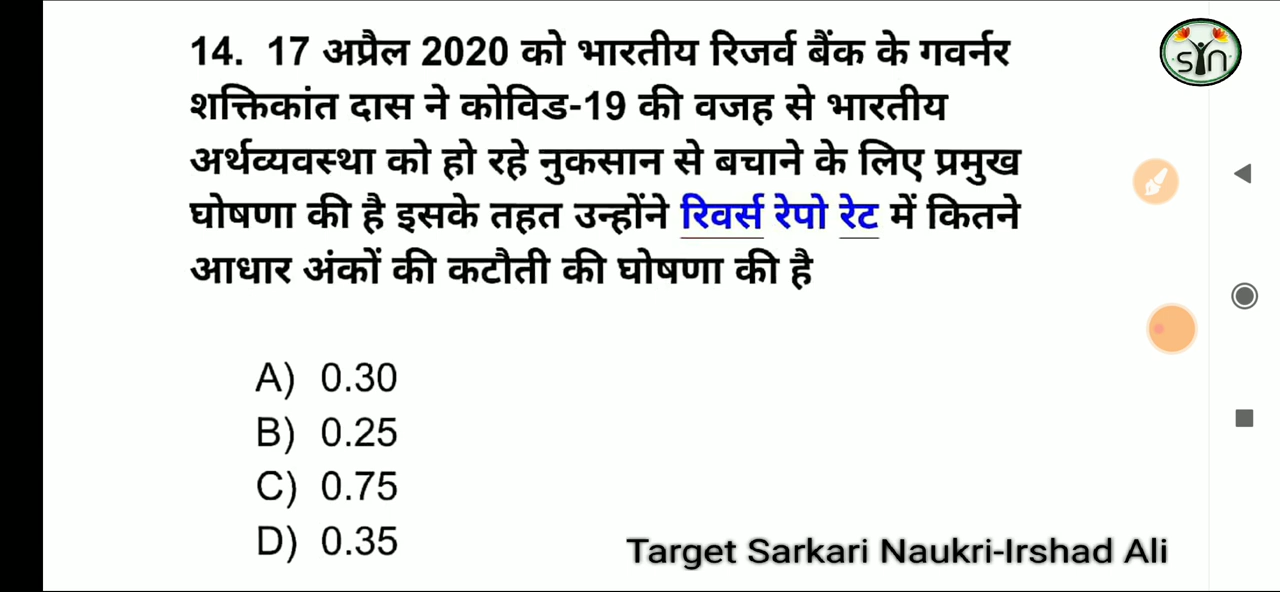 14. 17 अप्रैल 2020 को भारतीय रिजर्व बैंक के गवर्नर
शक्तिकांत दास ने कोविड-19 की वजह से भारतीय
अर्थव्यवस्था को हो रहे नुकसान से बचाने के लिए प्रमुख
घोषणा की है इसके तहत उन्होंने रिवर्स रेपो रेट में कितने
आधार अंकों की कटौती की घोषणा की है
A) 0.30
B) 0.25
C) 0.75
D) 0.35
Target Sarkari Naukri-Irshad Ali
SYN